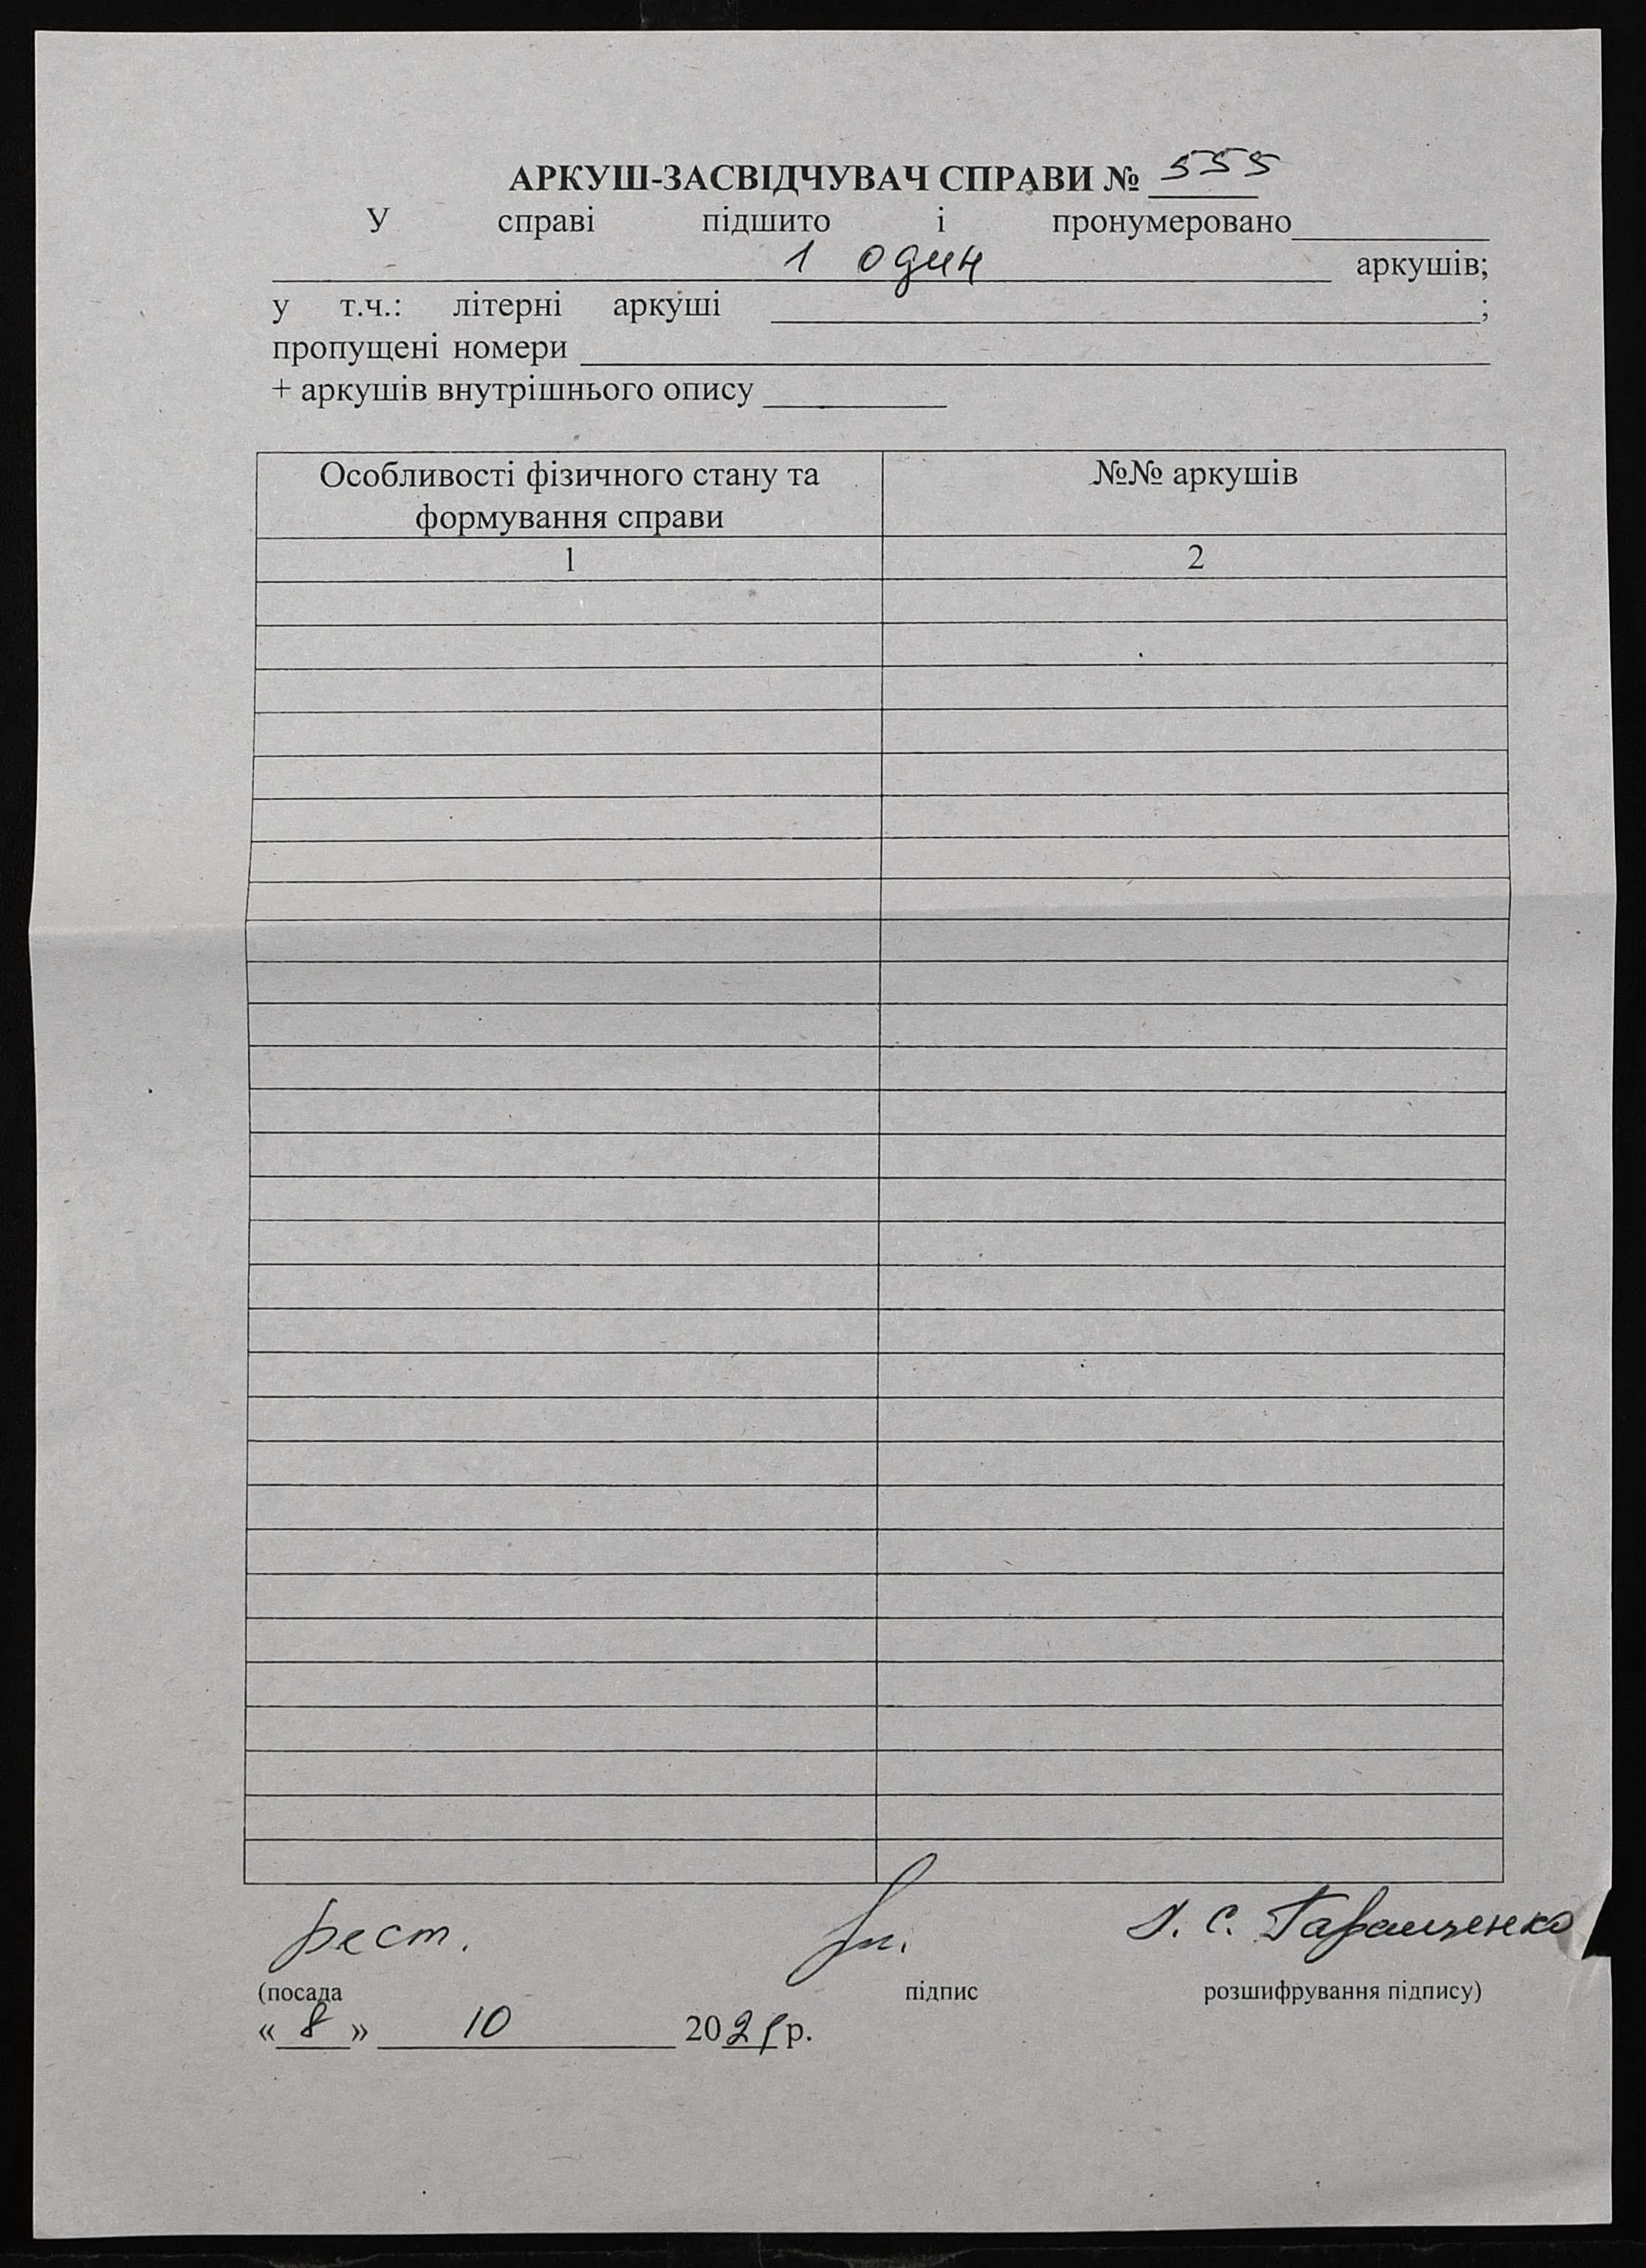 АРКУШ-ЗАСВІДЧУВАЧ СПРАВИ № 555
У справі підшито і пронумеровано
1 один аркушів;
у т.ч.: літерні аркуші ;
пропущені номери
+ аркушів внутрішнього опису
Особливості фізичного стану та формування справи
№№ аркушів
1 2
рест.
С.
(посада підпис розшифрування підпису)
« 8 » 10 2021 р.